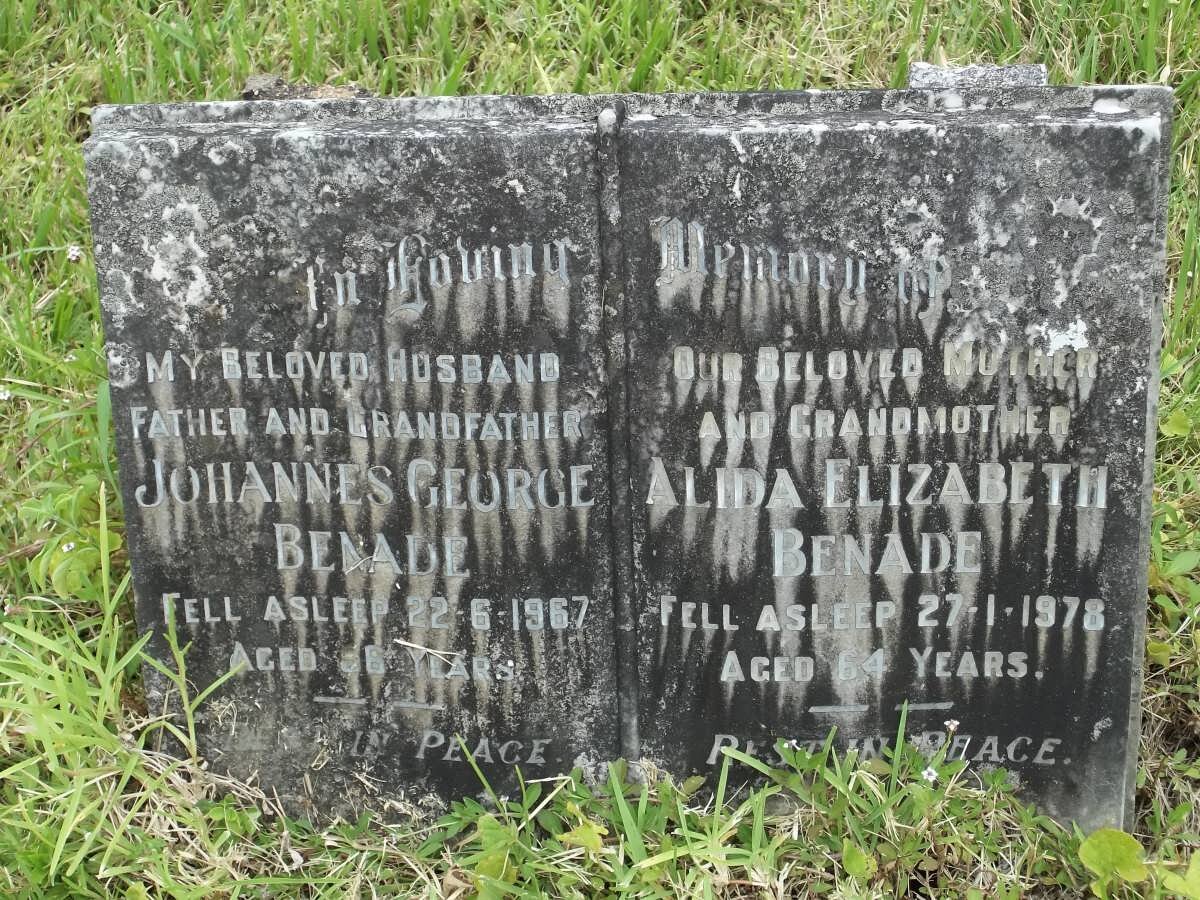 In Loving
Memory of
My Beloved Husband
Father and Grandfather
Johannes George
Benade
Fell asleep 22-6-1967
Aged 6 Years
in Peace.
Our Beloved Mother
and Grandmother
Alida Elizabeth
Benade
Fell asleep 27-1-1978
Aged 64 Years.
Rest in Peace.